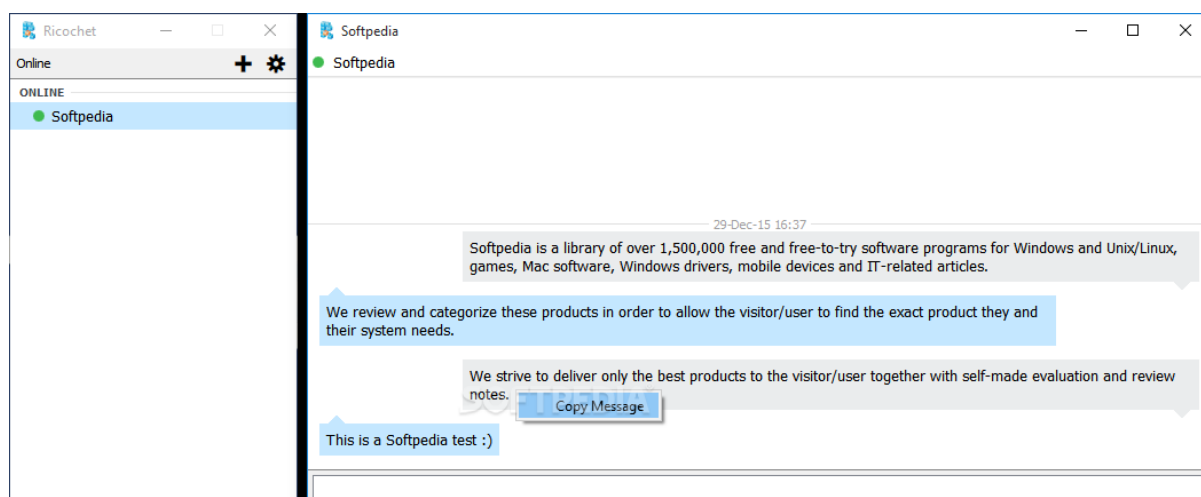 Ricochet
Online
ONLINE
Softpedia
Softpedia
Softpedia
29-Dec-15 16:37
Softpedia is a library of over 1,500,000 free and free-to-try software programs for Windows and Unix/Linux,
games, Mac software, Windows drivers, mobile devices and IT-related articles.
We review and categorize these products in order to allow the visitor/user to find the exact product they and
their system needs.
We strive to deliver only the best products to the visitor/user together with self-made evaluation and review
notes.
SOFTPEDIA
Copy Message
This is a Softpedia test :)